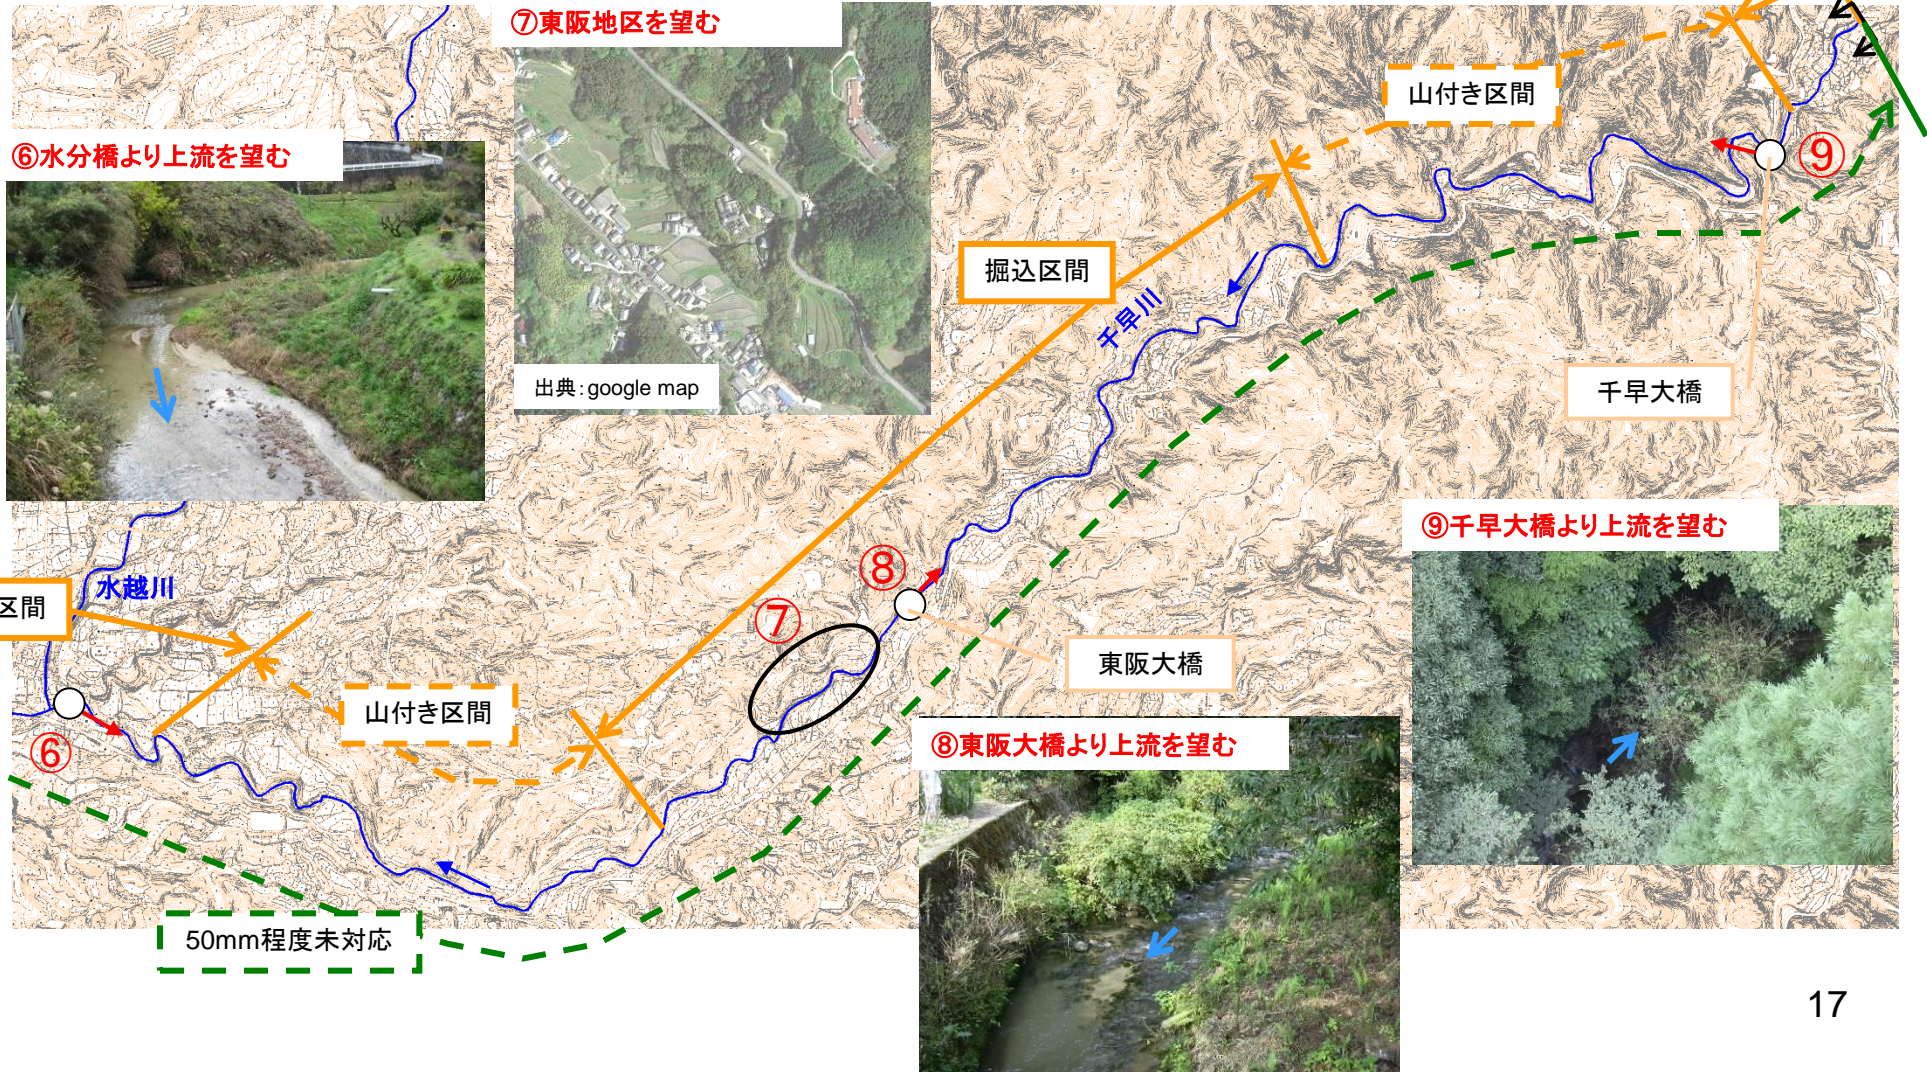 ⑦東阪地区を望む
山付き区間
⑥水分橋より上流を望む
⑨
掘込区間
千早川
出典：google map
千早大橋
⑨千早大橋より上流を望む
⑧
水越川
区間
⑦
東阪大橋
山付き区間
⑥
⑧東阪大橋より上流を望む
50mm程度未対応
17